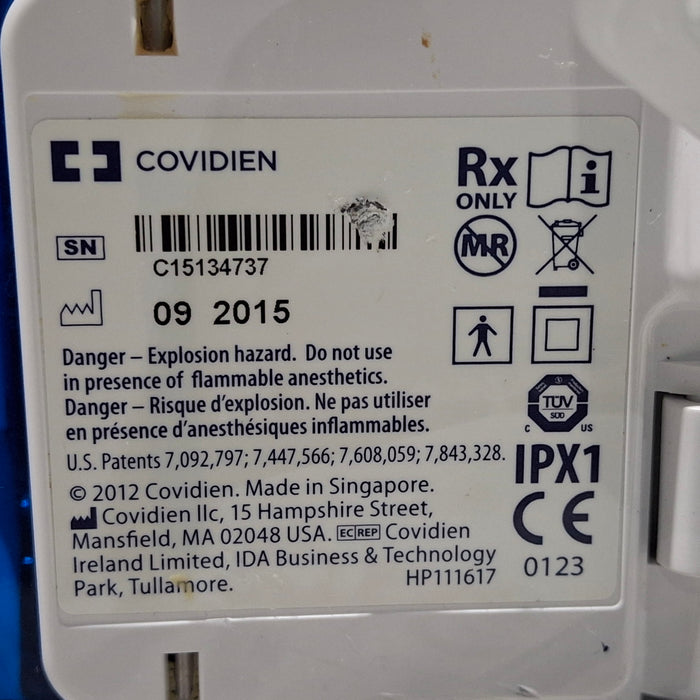 COVIDIEN
SN
C15134737
09 2015
Danger – Explosion hazard. Do not use
in presence of flammable anesthetics.
Danger – Risque d'explosion. Ne pas utiliser
en présence d'anesthésiques inflammables.
U.S. Patents 7,092,797; 7,447,566; 7,608,059; 7,843,328.
© 2012 Covidien. Made in Singapore.
Covidien llc, 15 Hampshire Street,
Mansfield, MA 02048 USA. EC REP Covidien
Ireland Limited, IDA Business & Technology
Park, Tullamore.
HP111617
Rx
ONLY
i
MR
TÜV
SÜD
C US
IPX1
CE
0123